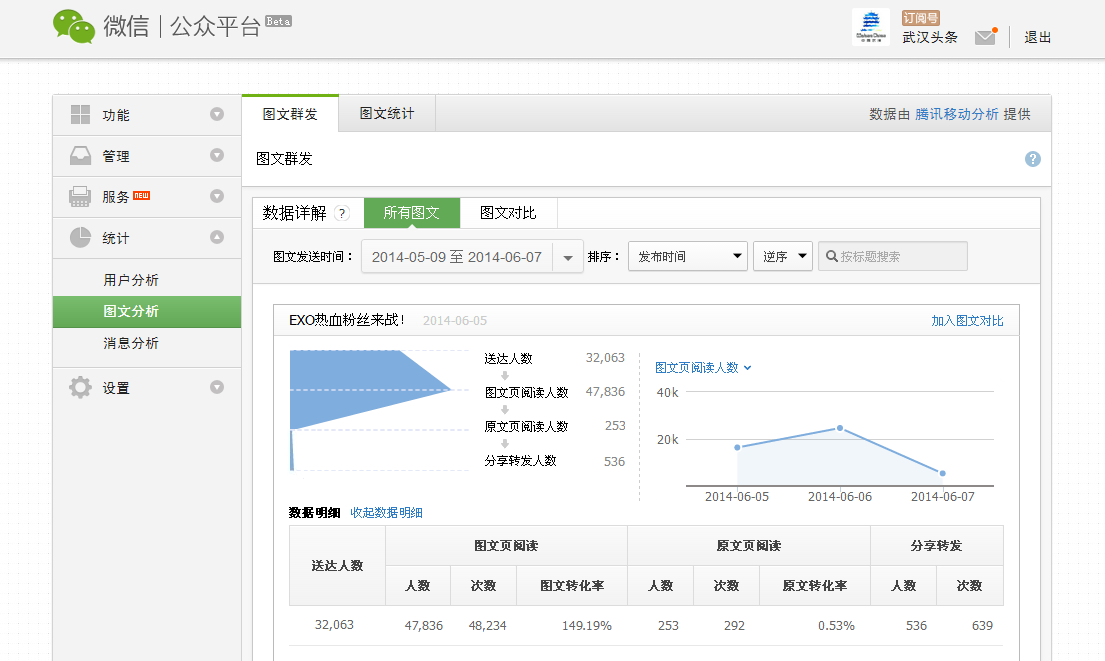 微信 | 公众平台 Beta
订阅号
武汉头条
退出
功能
管理
服务 NEW
统计
用户分析
图文分析
消息分析
设置
图文群发 图文统计 数据由 腾讯移动分析 提供
图文群发 ?
数据详解 ? 所有图文 图文对比
图文发送时间： 2014-05-09 至 2014-06-07 排序： 发布时间 逆序 按标题搜索
EXO热血粉丝来战！ 2014-06-05 加入图文对比
送达人数 32,063
图文页阅读人数 47,836
原文页阅读人数 253
分享转发人数 536
图文页阅读人数
40k
20k
2014-06-05 2014-06-06 2014-06-07
数据明细 收起数据明细
送达人数 图文页阅读 原文页阅读 分享转发
人数 次数 图文转化率 人数 次数 原文转化率 人数 次数
32,063 47,836 48,234 149.19% 253 292 0.53% 536 639